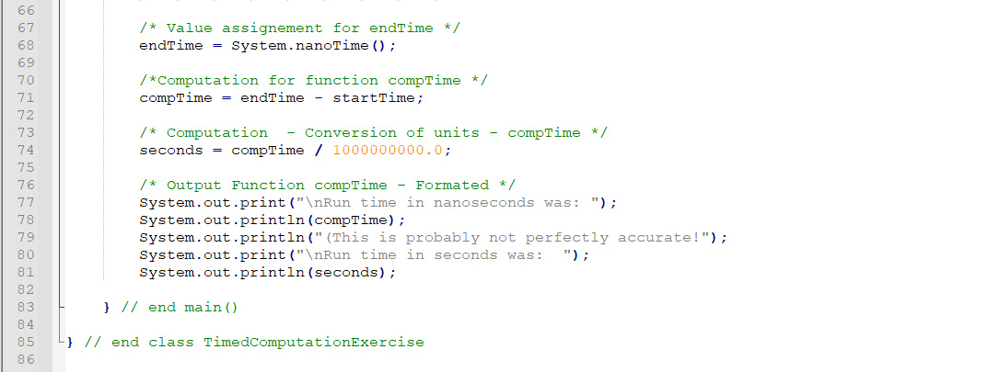 66
67 /* Value assignement for endTime */
68 endTime = System.nanoTime();
69
70 /*Computation for function compTime */
71 compTime = endTime - startTime;
72
73 /* Computation  - Conversion of units - compTime */
74 seconds = compTime / 1000000000.0;
75
76 /* Output Function compTime - Formated */
77 System.out.print("\nRun time in nanoseconds was: ");
78 System.out.println(compTime);
79 System.out.println("(This is probably not perfectly accurate!");
80 System.out.print("\nRun time in seconds was:  ");
81 System.out.println(seconds);
82
83 } // end main()
84
85 } // end class TimedComputationExercise
86